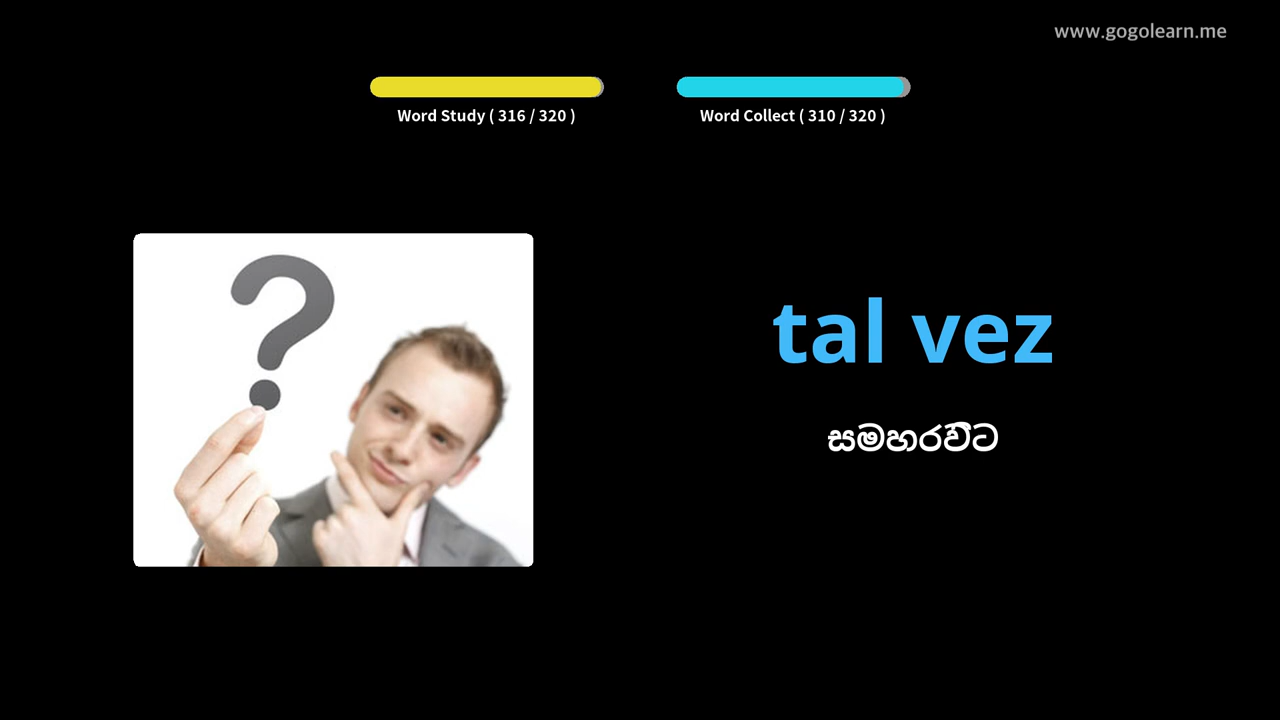 www.gogolearn.me
Word Study ( 316 / 320 )
Word Collect ( 310 / 320 )
tal vez
සමහරවිට